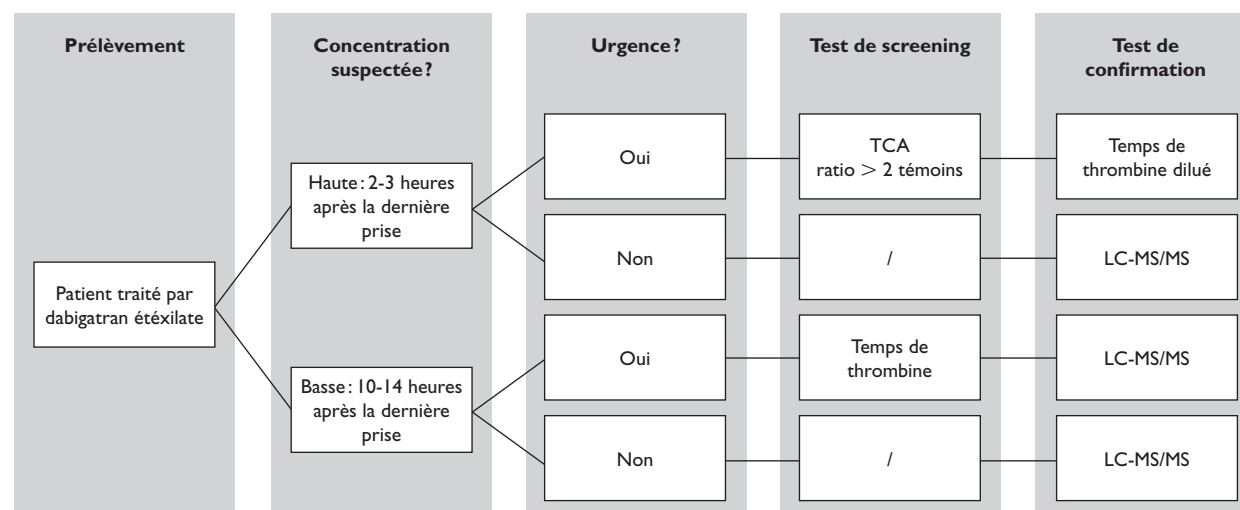 Prélèvement
Concentration
suspectée ?
Urgence ?
Test de screening
Test de
confirmation
Patient traité par
dabigatran étéxilate
Haute : 2-3 heures
après la dernière
prise
Oui
TCA
ratio > 2 témoins
Temps de
thrombine dilué
Non
/
LC-MS/MS
Basse : 10-14 heures
après la dernière
prise
Oui
Temps de
thrombine
LC-MS/MS
Non
/
LC-MS/MS